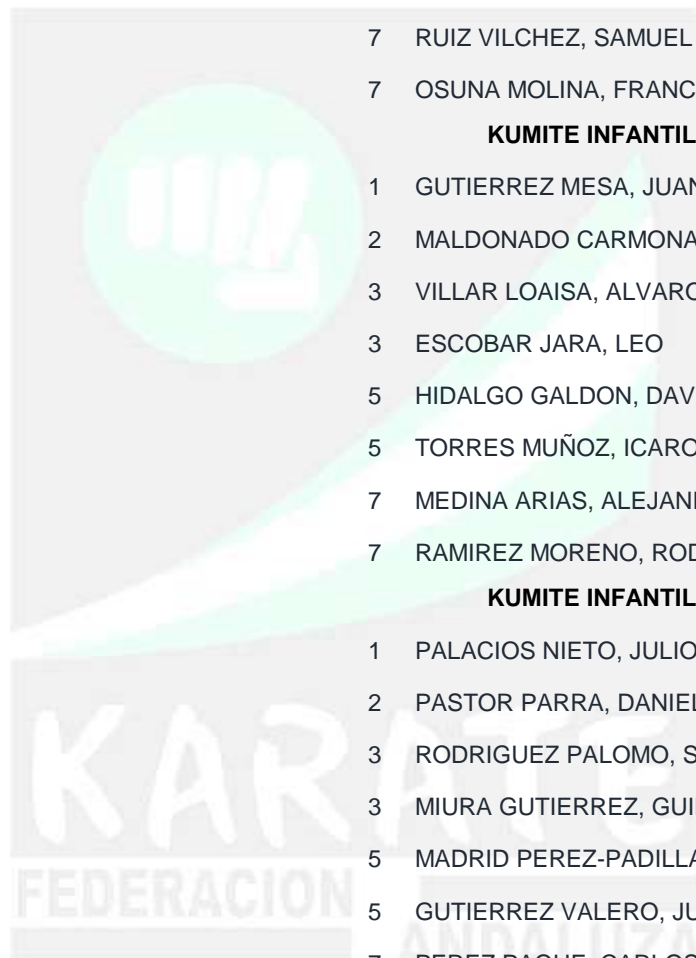 7 RUIZ VILCHEZ, SAMUEL
7 OSUNA MOLINA, FRANC
KUMITE INFANTIL
1 GUTIERREZ MESA, JUAN
2 MALDONADO CARMONA
3 VILLAR LOAISA, ALVARO
3 ESCOBAR JARA, LEO
5 HIDALGO GALDON, DAV
5 TORRES MUÑOZ, ICARO
7 MEDINA ARIAS, ALEJAN
7 RAMIREZ MORENO, ROD
KUMITE INFANTIL
1 PALACIOS NIETO, JULIO
2 PASTOR PARRA, DANIEL
3 RODRIGUEZ PALOMO, S
3 MIURA GUTIERREZ, GUI
5 MADRID PEREZ-PADILLA
5 GUTIERREZ VALERO, JU
KARATE
FEDERACION
ANDALUZA